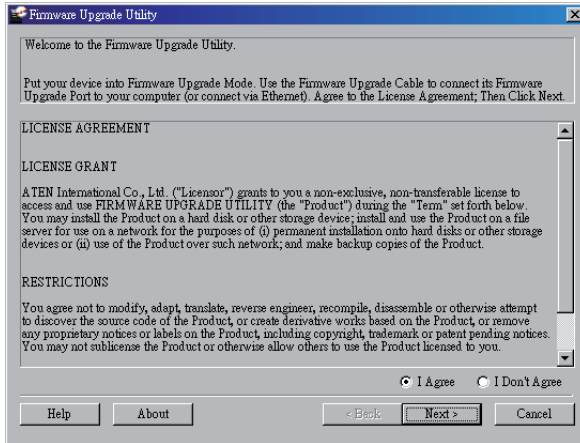 Firmware Upgrade Utility
Welcome to the Firmware Upgrade Utility.
Put your device into Firmware Upgrade Mode. Use the Firmware Upgrade Cable to connect its Firmware
Upgrade Port to your computer (or connect via Ethernet). Agree to the License Agreement; Then Click Next.
LICENSE AGREEMENT
LICENSE GRANT
ATEN International Co., Ltd. ("Licensor") grants to you a non-exclusive, non-transferable license to
access and use FIRMWARE UPGRADE UTILITY (the "Product") during the "Term" set forth below.
You may install the Product on a hard disk or other storage device; install and use the Product on a file
server for use on a network for the purposes of (i) permanent installation onto hard disks or other storage
devices or (ii) use of the Product over such network; and make backup copies of the Product.
RESTRICTIONS
You agree not to modify, adapt, translate, reverse engineer, recompile, disassemble or otherwise attempt
to discover the source code of the Product, or create derivative works based on the Product, or remove
any proprietary notices or labels on the Product, including copyright, trademark or patent pending notices.
You may not sublicense the Product or otherwise allow others to use the Product licensed to you.
I Agree I Don't Agree
Help About < Back Next > Cancel